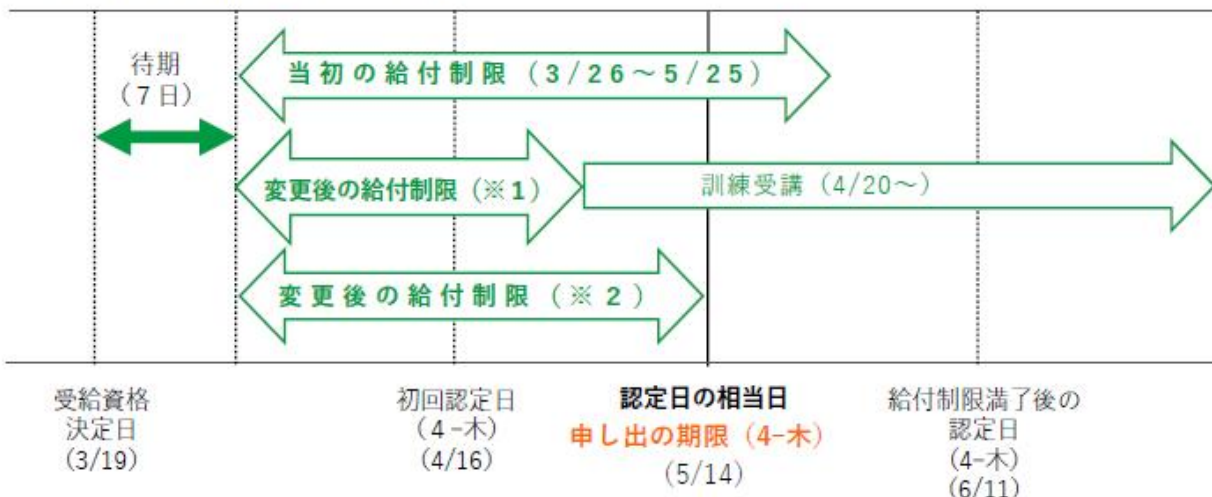 待期
（７日）
当初の給付制限（3/26～5/25）
変更後の給付制限（※1）
訓練受講（4/20～）
変更後の給付制限（※２）
受給資格
決定日
(3/19)
初回認定日
(４-木)
(4/16)
認定日の相当日
申し出の期限（4-木）
(5/14)
給付制限満了後の
認定日
(4-木)
(6/11)